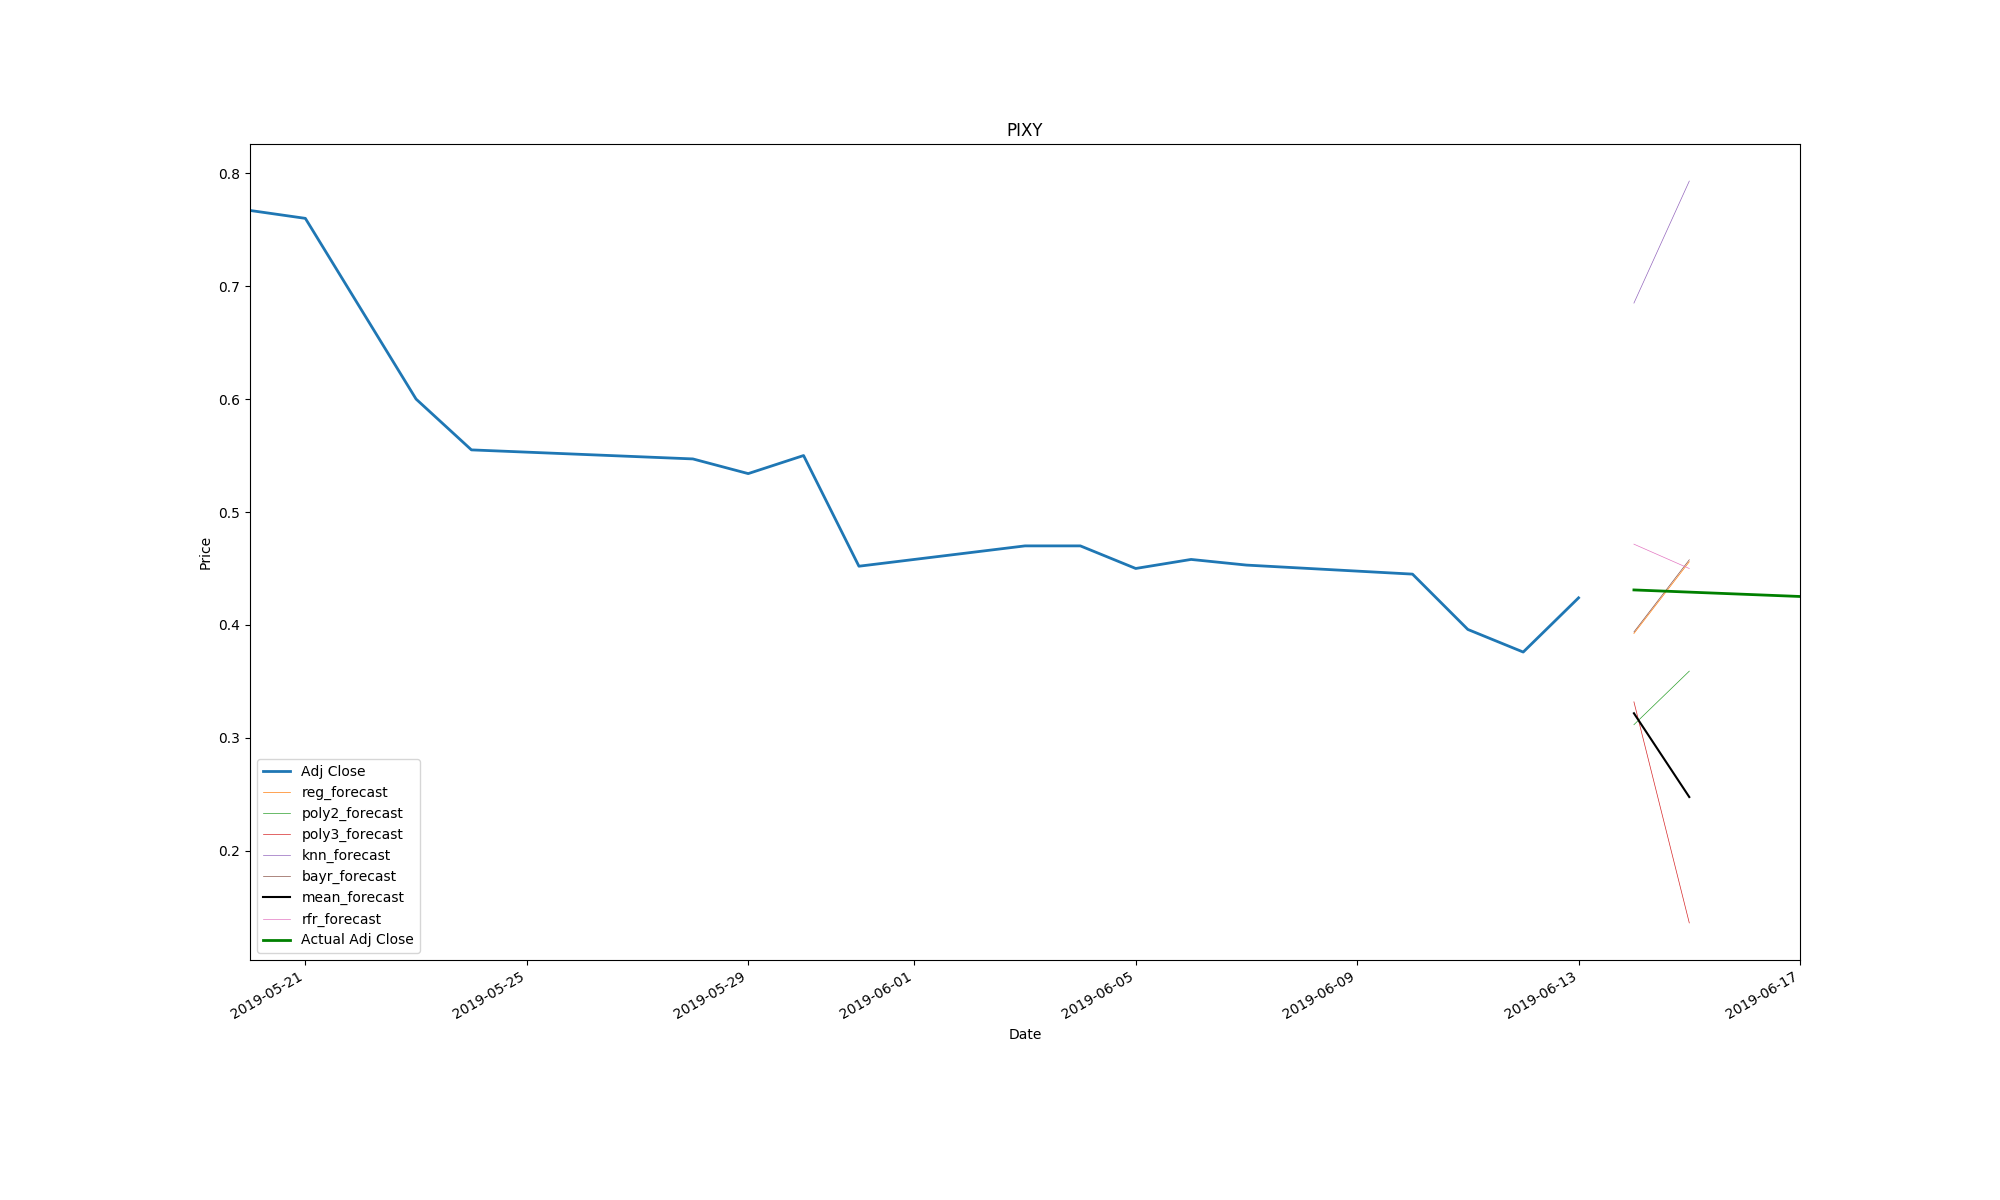 PIXY
0.8
0.7
0.6
0.5
0.4
0.3
0.2
Price
Adj Close
reg_forecast
poly2_forecast
poly3_forecast
knn_forecast
bayr_forecast
mean_forecast
rfr_forecast
Actual Adj Close
2019-05-21
2019-05-25
2019-05-29
2019-06-01
2019-06-05
2019-06-09
2019-06-13
2019-06-17
Date